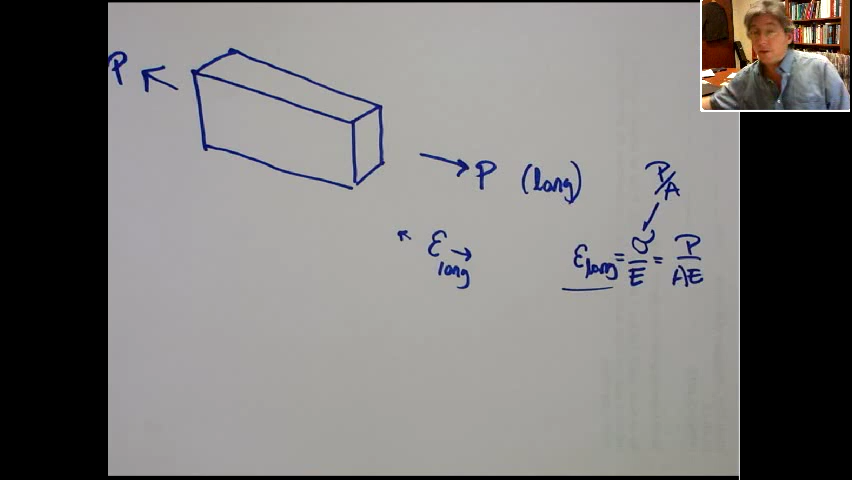 P
P (long)
P/A
ε long
ε long = σ/E = P/AE